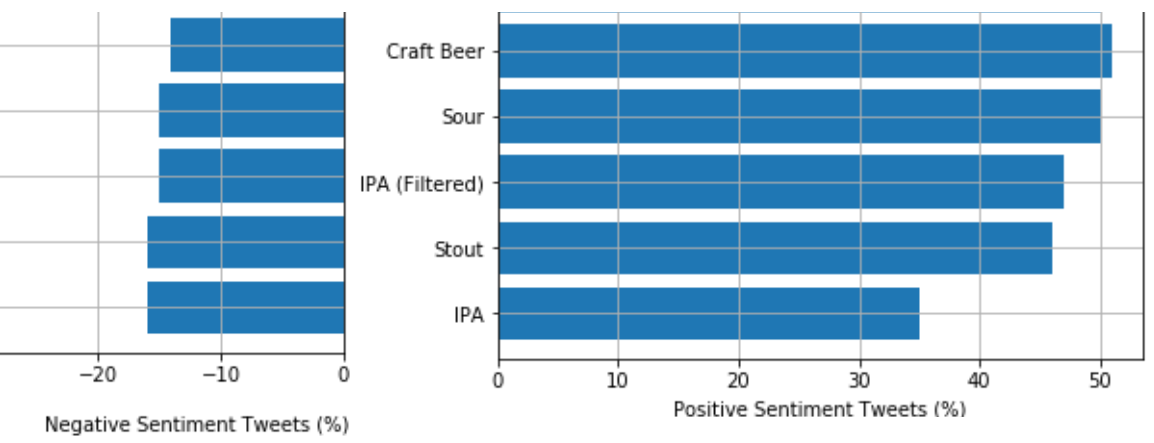 Craft Beer
Sour
IPA (Filtered)
Stout
IPA
−20 −10 0
0 10 20 30 40 50
Negative Sentiment Tweets (%)
Positive Sentiment Tweets (%)